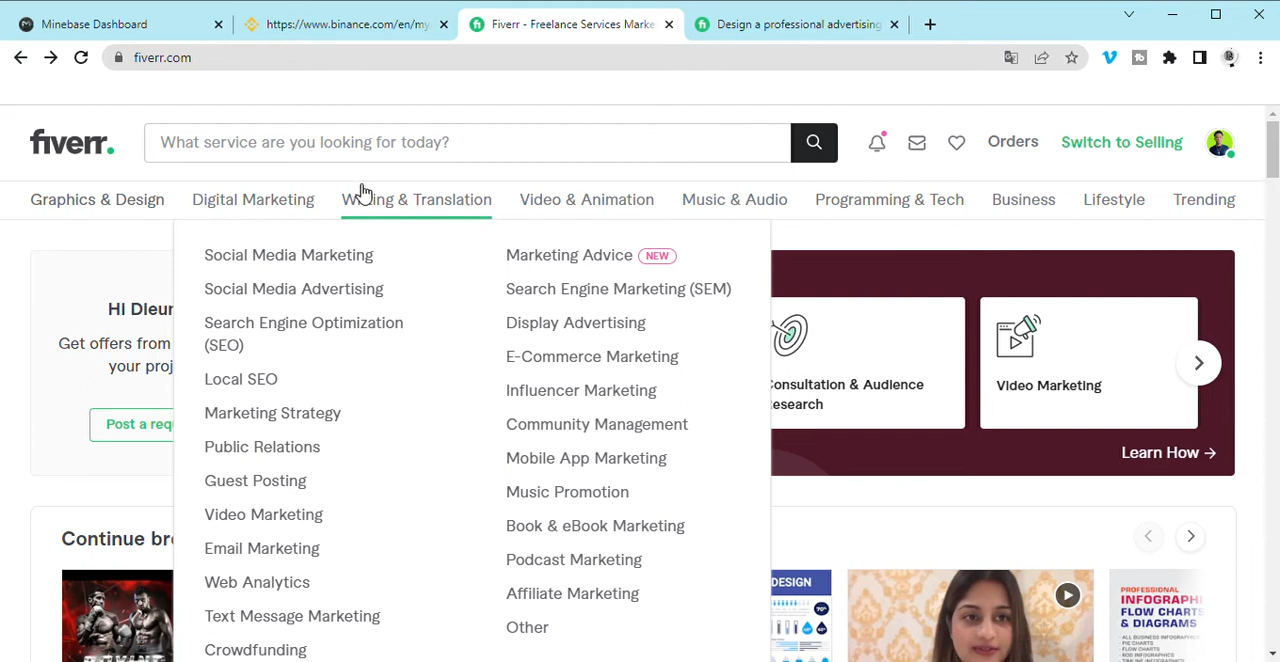 Minebase Dashboard
https://www.binance.com/en/my
Fiverr - Freelance Services Marke
Design a professional advertising
fiverr.com
fiverr.
What service are you looking for today?
Orders
Switch to Selling
Graphics & Design
Digital Marketing
Writing & Translation
Video & Animation
Music & Audio
Programming & Tech
Business
Lifestyle
Trending
Social Media Marketing
Social Media Advertising
Search Engine Optimization
(SEO)
Local SEO
Marketing Strategy
Public Relations
Guest Posting
Video Marketing
Email Marketing
Web Analytics
Text Message Marketing
Crowdfunding
Marketing Advice NEW
Search Engine Marketing (SEM)
Display Advertising
E-Commerce Marketing
Influencer Marketing
Community Management
Mobile App Marketing
Music Promotion
Book & eBook Marketing
Podcast Marketing
Affiliate Marketing
Other
HI Dleur
Get offers from
your proj
Post a requ
onsultation & Audience
esearch
Video Marketing
Learn How →
Continue br
DESIGN
PROFESSIONAL
INFOGRAPH
FLOW CHARTS
& DIAGRAMS